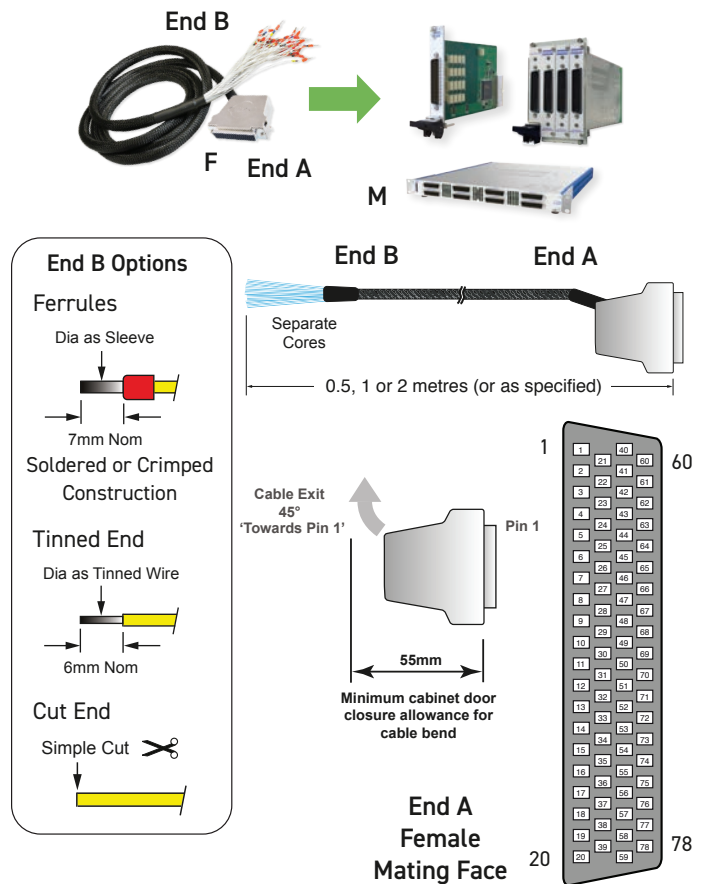 End B
F
End A
M
End B Options
Ferrules
Dia as Sleeve
7mm Nom
Soldered or Crimped
Construction
Tinned End
Dia as Tinned Wire
6mm Nom
Cut End
Simple Cut
End B
End A
Separate
Cores
0.5, 1 or 2 metres (or as specified)
Cable Exit
45°
'Towards Pin 1'
Pin 1
55mm
Minimum cabinet door
closure allowance for
cable bend
End A
Female
Mating Face
1
60
20
78
1 40
21 60
2 41
22 61
3 42
23 62
4 43
24 63
5 44
25 64
6 45
26 65
7 46
27 66
8 47
28 67
9 48
29 68
10 49
30 69
11 50
31 70
12 51
32 71
13 52
33 72
14 53
34 73
15 54
35 74
16 55
36 75
17 56
37 76
18 57
38 77
19 58
39 78
20 59